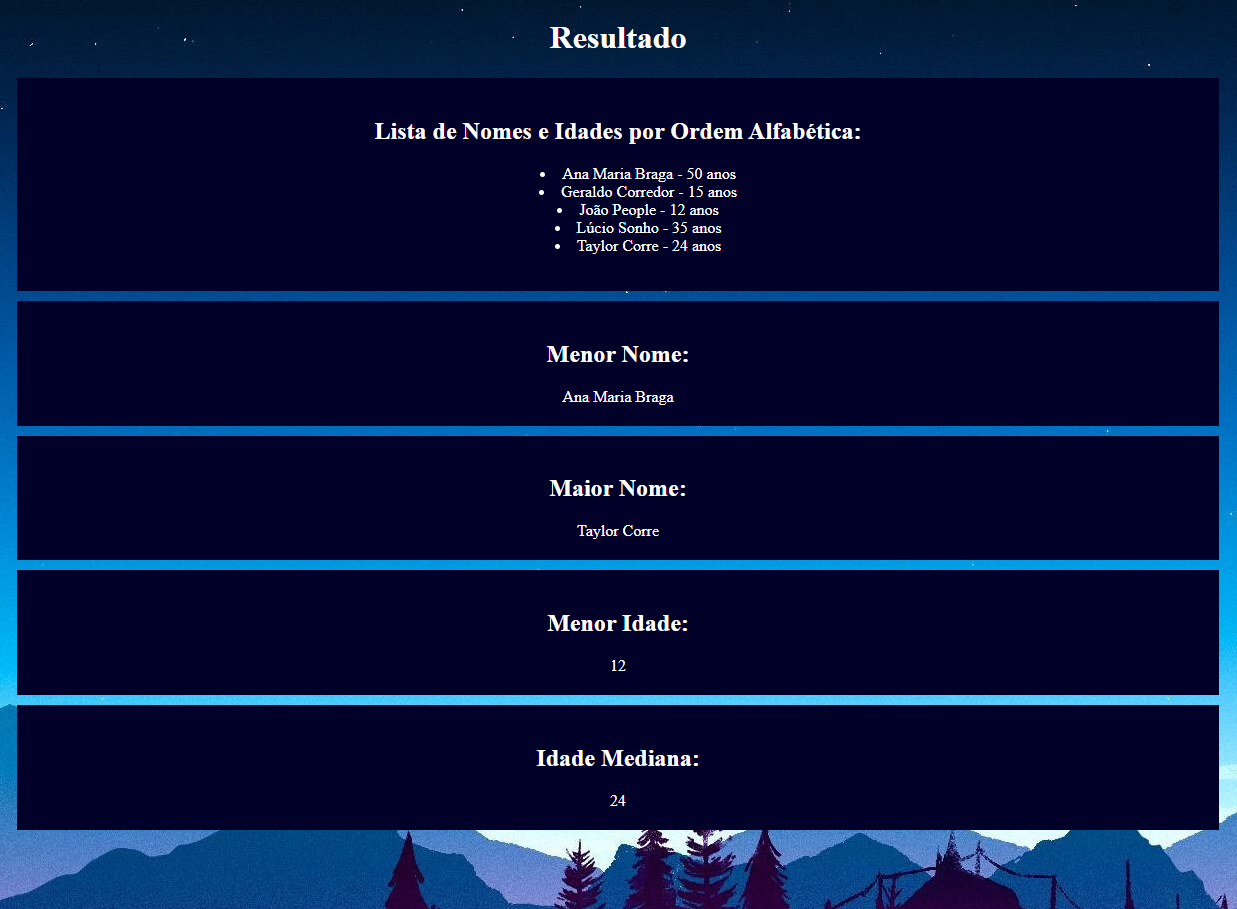 Resultado
Lista de Nomes e Idades por Ordem Alfabética:
Ana Maria Braga - 50 anos
Geraldo Corredor - 15 anos
João People - 12 anos
Lúcio Sonho - 35 anos
Taylor Corre - 24 anos
Menor Nome:
Ana Maria Braga
Maior Nome:
Taylor Corre
Menor Idade:
12
Idade Mediana:
24